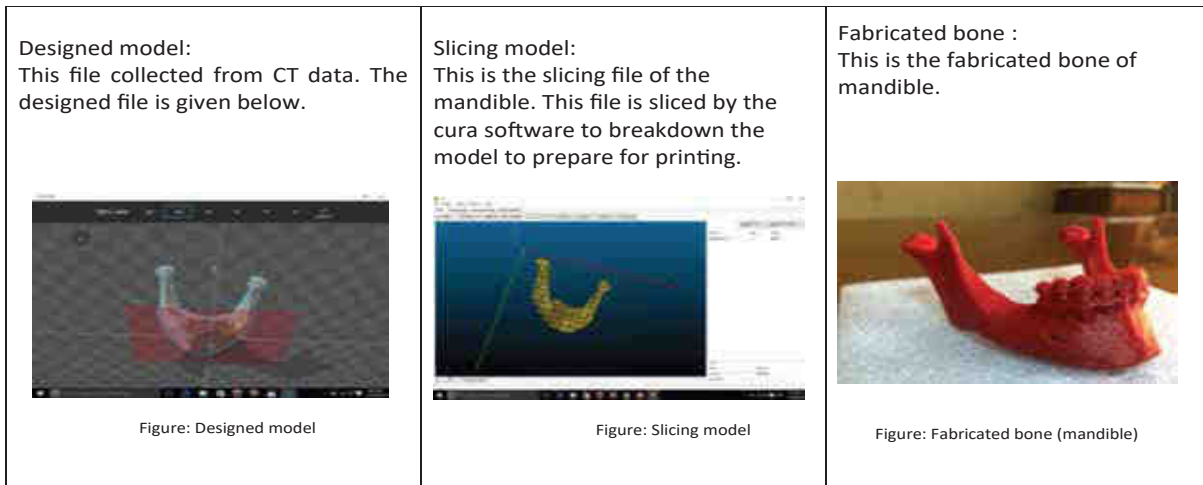 Designed model:
This file collected from CT data. The
designed file is given below.
Figure: Designed model
Slicing model:
This is the slicing file of the
mandible. This file is sliced by the
cura software to breakdown the
model to prepare for printing.
Figure: Slicing model
Fabricated bone :
This is the fabricated bone of
mandible.
Figure: Fabricated bone (mandible)